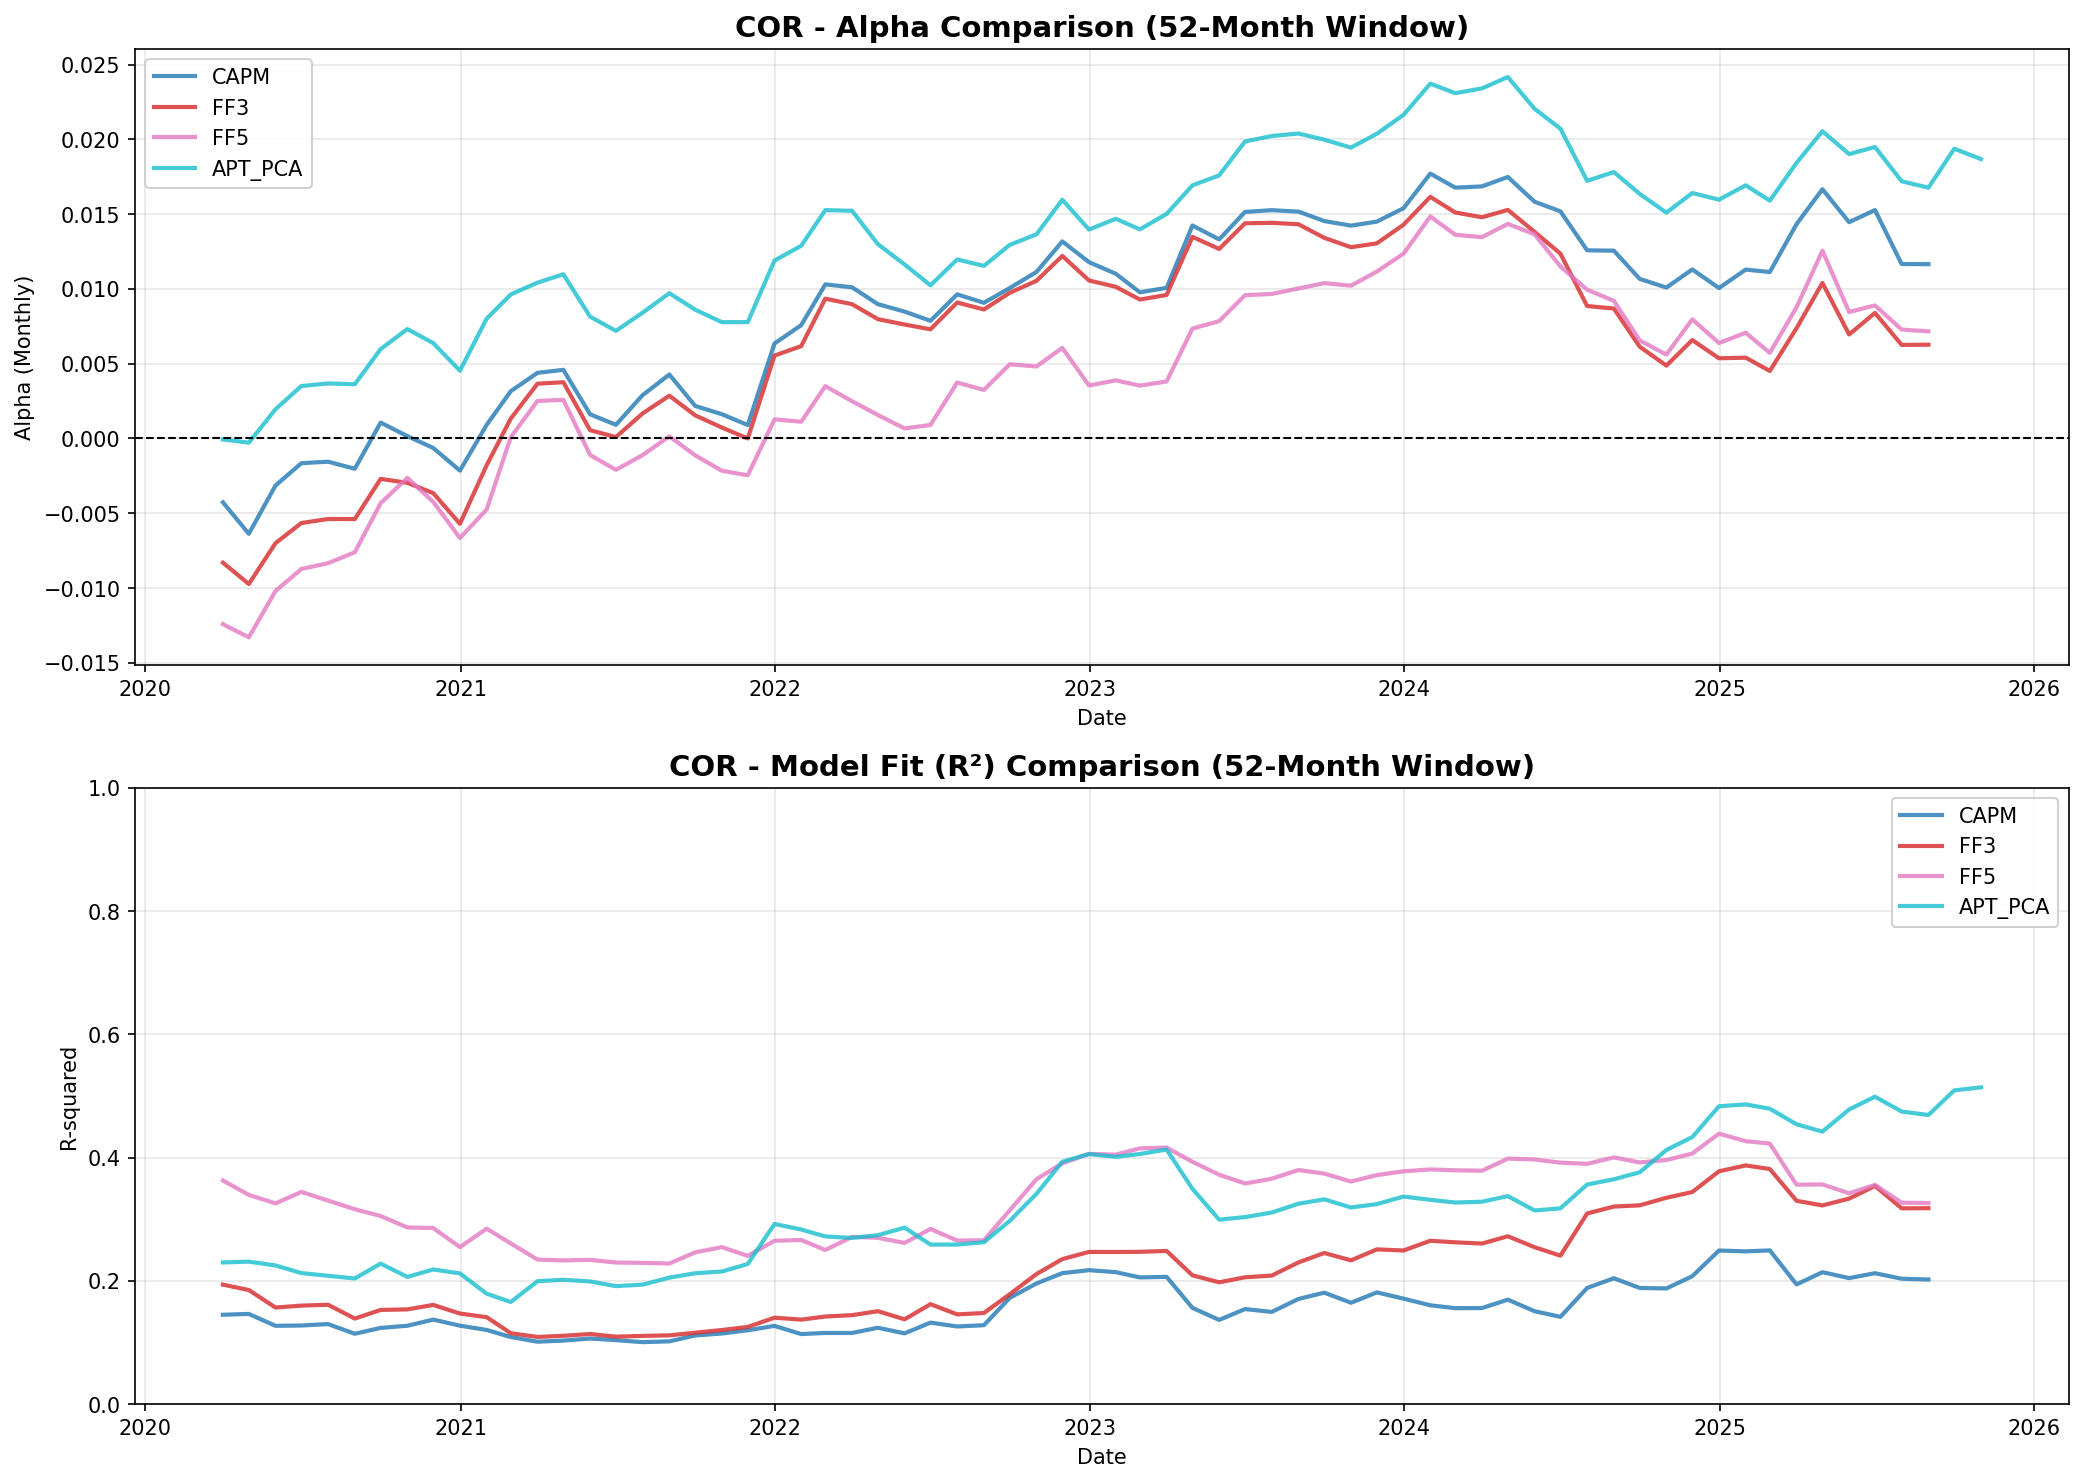 COR - Alpha Comparison (52-Month Window)
CAPM
FF3
FF5
APT_PCA
Alpha (Monthly)
0.025
0.020
0.015
0.010
0.005
0.000
−0.005
−0.010
−0.015
2020 2021 2022 2023 2024 2025 2026
Date
COR - Model Fit (R²) Comparison (52-Month Window)
CAPM
FF3
FF5
APT_PCA
R-squared
1.0
0.8
0.6
0.4
0.2
0.0
2020 2021 2022 2023 2024 2025 2026
Date